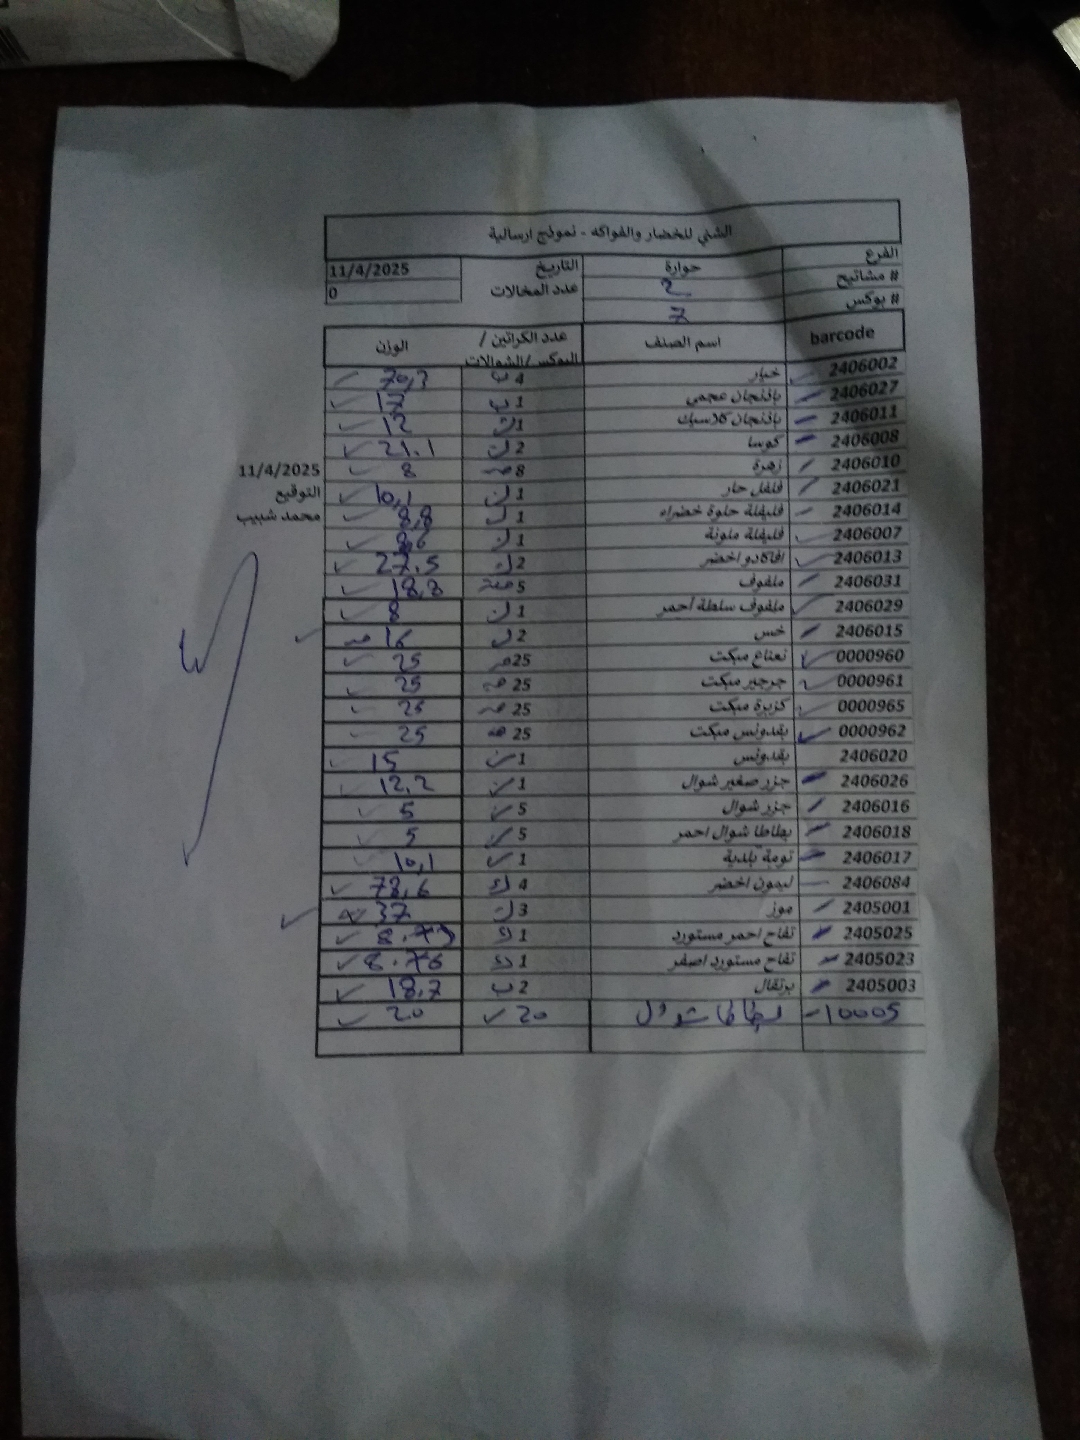 الشني للخضار والفواكه - نموذج ارسالية
الفرع حوارة التاريخ 11/4/2025
# مشاتيح 2 عدد المخالات 0
# بوكس 7
barcode اسم الصنف عدد الكراتين / البوكس/الشوالات الوزن
2406002 خيار 4 ب 70,3
2406027 باذنجان عجمي 1 ب 17
2406011 باذنجان كلاسيك 1 12
2406008 كوسا 2 21.1
2406010 زهرة 8 8
2406021 فلفل حار 1 10,1
2406014 فليفلة حلوة خضراء 1 8,8
2406007 فليفلة ملونة 1
2406013 افاكادو اخضر 2 27.5
2406031 ملفوف 5 18,8
2406029 ملفوف سلطة أحمر 1 8
2406015 خس 2 16
0000960 نعناع مبكت 25 25
0000961 جرجير مبكت 25 25
0000965 كزبرة مبكت 25 25
0000962 بقدونس مبكت 25 25
2406020 بقدونس 1 15
2406026 جزر صغير شوال 1 12,2
2406016 جزر شوال 5 5
2406018 بطاطا شوال احمر 5 5
2406017 تومة بلدية 1 10,1
2406084 ليمون اخضر 4 78,6
2405001 موز 3 37
2405025 تفاح احمر مستورد 1
2405023 تفاح مستورد اصفر 1 8.76
2405003 برتقال 2 ب 18,7
10005 بطاطا شوال 20 20
11/4/2025
التوقيع
محمد شبيب